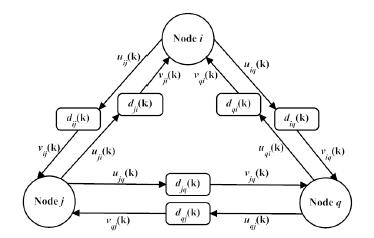 Node i
u_ij(k)
v_ji(k)
v_qi(k)
u_iq(k)
d_ij(k)
d_ji(k)
d_qi(k)
d_iq(k)
v_ij(k)
u_ji(k)
u_qi(k)
v_iq(k)
u_jq(k)
d_jq(k)
v_jq(k)
Node j
Node q
v_qj(k)
d_qj(k)
u_qj(k)